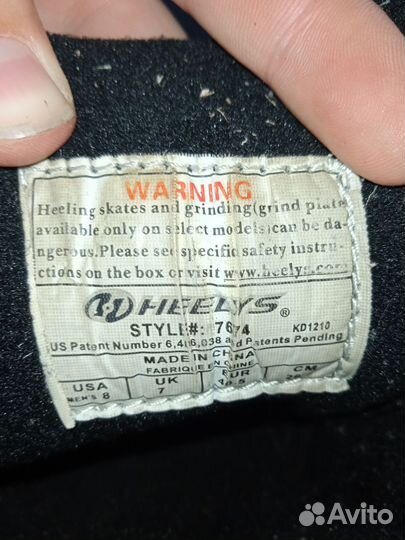 WARNING
Heeling skates and grinding(grind plate
available only on select models)can be da-
ngerous.Please see specific safety instru-
ctions on the box or visit www.heelys.com
HEELYS
STYLE#: 7674 KD1210
US Patent Number 6,406,038 and Patents Pending
MADE IN CHINA
FABRIQUE EN CHINE
USA UK EUR CM
MEN'S 8 7
Avito